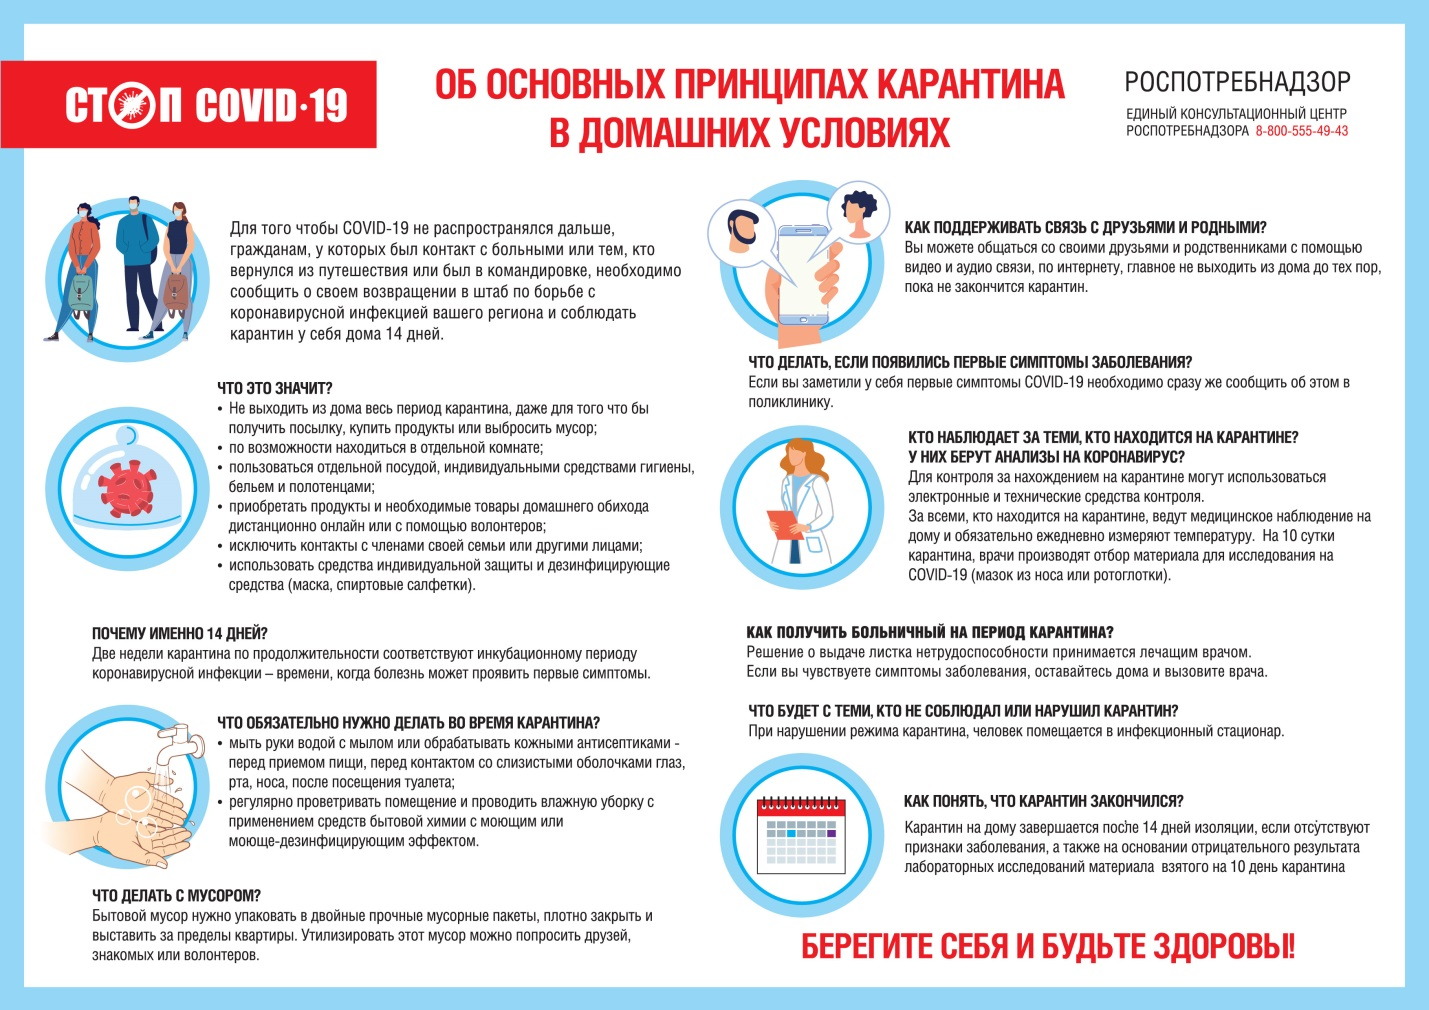 СТОП COVID·19
ОБ ОСНОВНЫХ ПРИНЦИПАХ КАРАНТИНА
В ДОМАШНИХ УСЛОВИЯХ
РОСПОТРЕБНАДЗОР
ЕДИНЫЙ КОНСУЛЬТАЦИОННЫЙ ЦЕНТР
РОСПОТРЕБНАДЗОРА 8-800-555-49-43
Для того чтобы COVID-19 не распространялся дальше,
гражданам, у которых был контакт с больными или тем, кто
вернулся из путешествия или был в командировке, необходимо
сообщить о своем возвращении в штаб по борьбе с
коронавирусной инфекцией вашего региона и соблюдать
карантин у себя дома 14 дней.
ЧТО ЭТО ЗНАЧИТ?
• Не выходить из дома весь период карантина, даже для того что бы
получить посылку, купить продукты или выбросить мусор;
• по возможности находиться в отдельной комнате;
• пользоваться отдельной посудой, индивидуальными средствами гигиены,
бельем и полотенцами;
• приобретать продукты и необходимые товары домашнего обихода
дистанционно онлайн или с помощью волонтеров;
• исключить контакты с членами своей семьи или другими лицами;
• использовать средства индивидуальной защиты и дезинфицирующие
средства (маска, спиртовые салфетки).
ПОЧЕМУ ИМЕННО 14 ДНЕЙ?
Две недели карантина по продолжительности соответствуют инкубационному периоду
коронавирусной инфекции – времени, когда болезнь может проявить первые симптомы.
ЧТО ОБЯЗАТЕЛЬНО НУЖНО ДЕЛАТЬ ВО ВРЕМЯ КАРАНТИНА?
• мыть руки водой с мылом или обрабатывать кожными антисептиками -
перед приемом пищи, перед контактом со слизистыми оболочками глаз,
рта, носа, после посещения туалета;
• регулярно проветривать помещение и проводить влажную уборку с
применением средств бытовой химии с моющим или
моюще-дезинфицирующим эффектом.
ЧТО ДЕЛАТЬ С МУСОРОМ?
Бытовой мусор нужно упаковать в двойные прочные мусорные пакеты, плотно закрыть и
выставить за пределы квартиры. Утилизировать этот мусор можно попросить друзей,
знакомых или волонтеров.
КАК ПОДДЕРЖИВАТЬ СВЯЗЬ С ДРУЗЬЯМИ И РОДНЫМИ?
Вы можете общаться со своими друзьями и родственниками с помощью
видео и аудио связи, по интернету, главное не выходить из дома до тех пор,
пока не закончится карантин.
ЧТО ДЕЛАТЬ, ЕСЛИ ПОЯВИЛИСЬ ПЕРВЫЕ СИМПТОМЫ ЗАБОЛЕВАНИЯ?
Если вы заметили у себя первые симптомы COVID-19 необходимо сразу же сообщить об этом в
поликлинику.
КТО НАБЛЮДАЕТ ЗА ТЕМИ, КТО НАХОДИТСЯ НА КАРАНТИНЕ?
У НИХ БЕРУТ АНАЛИЗЫ НА КОРОНАВИРУС?
Для контроля за нахождением на карантине могут использоваться
электронные и технические средства контроля.
За всеми, кто находится на карантине, ведут медицинское наблюдение на
дому и обязательно ежедневно измеряют температуру. На 10 сутки
карантина, врачи производят отбор материала для исследования на
COVID-19 (мазок из носа или ротоглотки).
КАК ПОЛУЧИТЬ БОЛЬНИЧНЫЙ НА ПЕРИОД КАРАНТИНА?
Решение о выдаче листка нетрудоспособности принимается лечащим врачом.
Если вы чувствуете симптомы заболевания, оставайтесь дома и вызовите врача.
ЧТО БУДЕТ С ТЕМИ, КТО НЕ СОБЛЮДАЛ ИЛИ НАРУШИЛ КАРАНТИН?
При нарушении режима карантина, человек помещается в инфекционный стационар.
КАК ПОНЯТЬ, ЧТО КАРАНТИН ЗАКОНЧИЛСЯ?
Карантин на дому завершается после 14 дней изоляции, если отсутствуют
признаки заболевания, а также на основании отрицательного результата
лабораторных исследований материала взятого на 10 день карантина
БЕРЕГИТЕ СЕБЯ И БУДЬТЕ ЗДОРОВЫ!